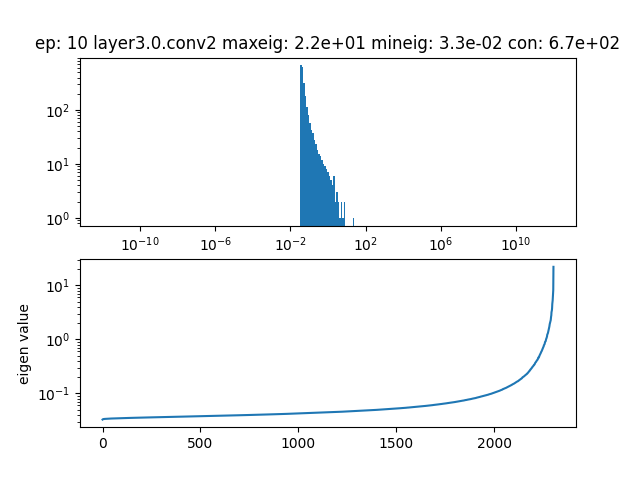 ep: 10 layer3.0.conv2 maxeig: 2.2e+01 mineig: 3.3e-02 con: 6.7e+02
10²
10¹
10⁰
10⁻¹⁰ 10⁻⁶ 10⁻² 10² 10⁶ 10¹⁰
eigen value
10¹
10⁰
10⁻¹
0 500 1000 1500 2000